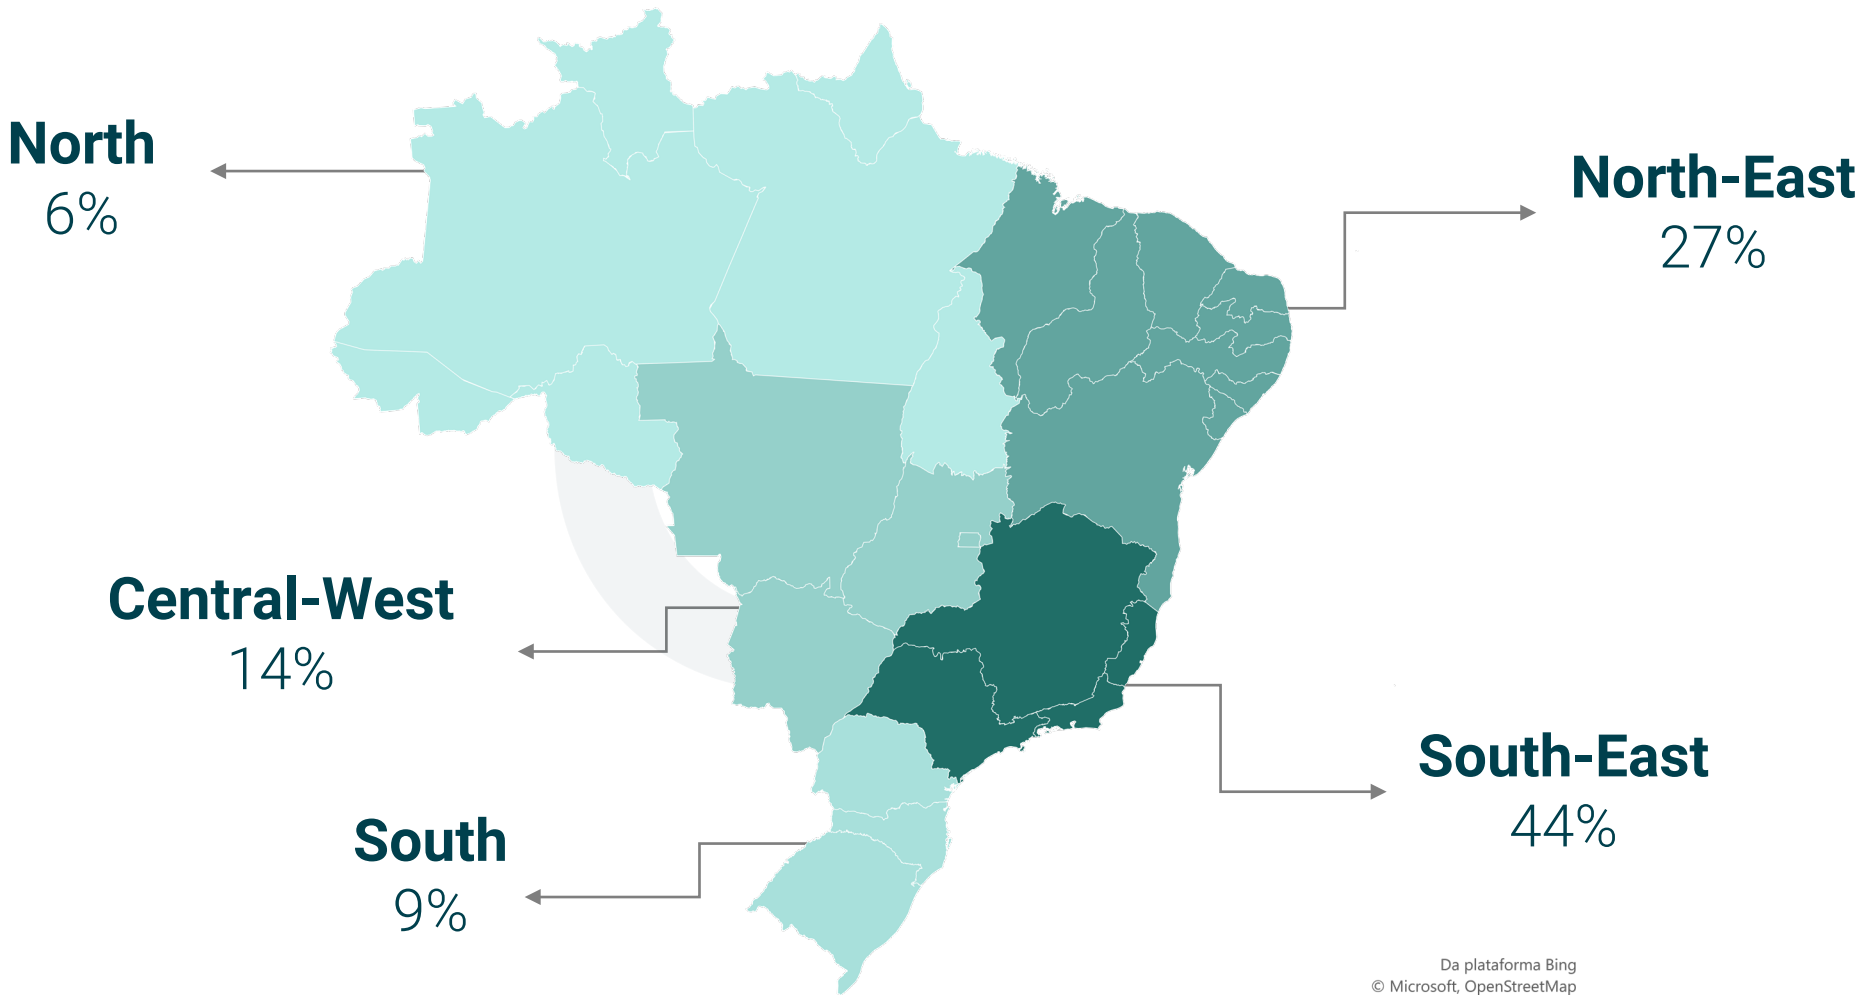 North
6%
North-East
27%
Central-West
14%
South-East
44%
South
9%
Da plataforma Bing
© Microsoft, OpenStreetMap